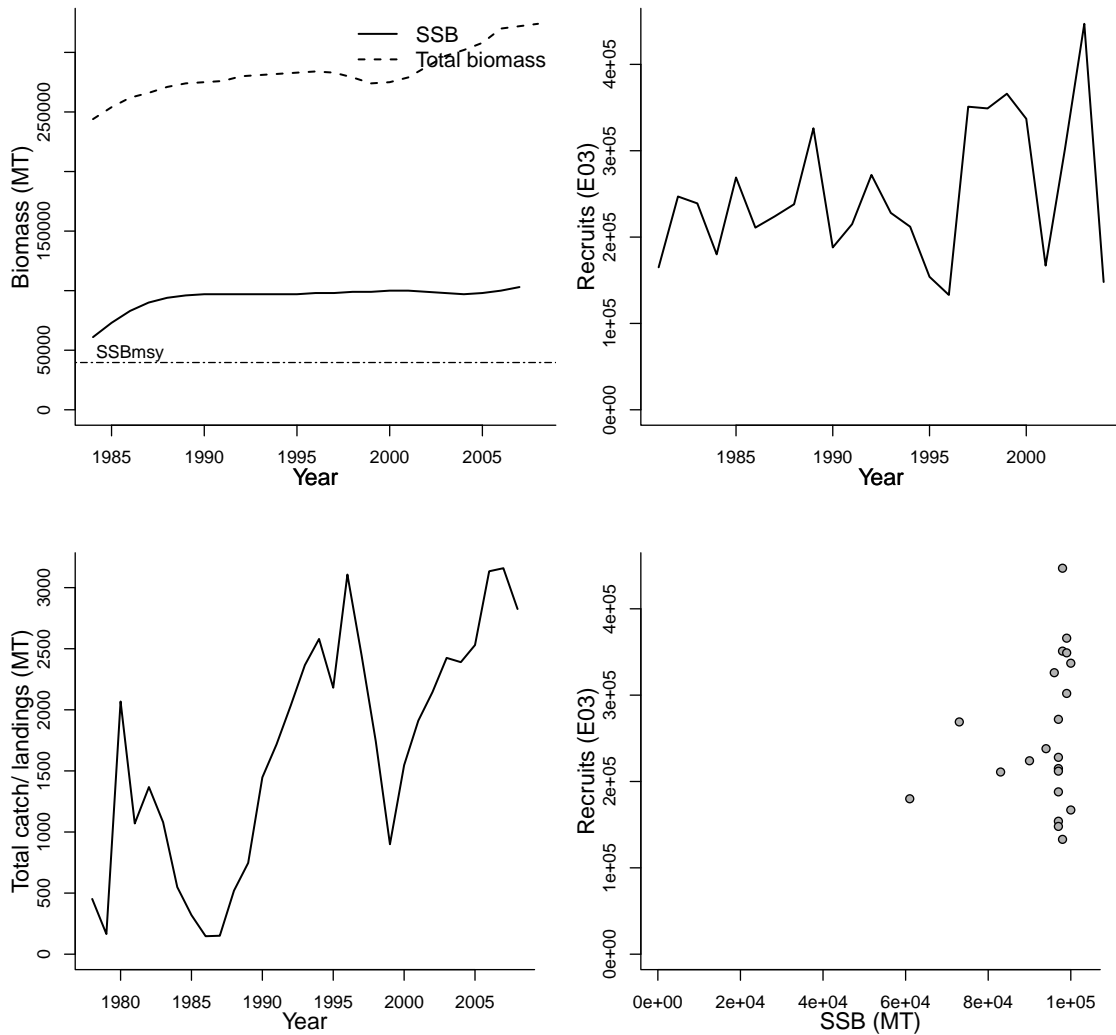 SSB
Total biomass
SSBmsy
Biomass (MT)
0
50000
150000
250000
1985 1990 1995 2000 2005
Year
Recruits (E03)
0e+00
1e+05
2e+05
3e+05
4e+05
1985 1990 1995 2000
Year
Total catch/ landings (MT)
0
500
1000
1500
2000
2500
3000
1980 1985 1990 1995 2000 2005
Year
Recruits (E03)
0e+00
1e+05
2e+05
3e+05
4e+05
0e+00 2e+04 4e+04 6e+04 8e+04 1e+05
SSB (MT)